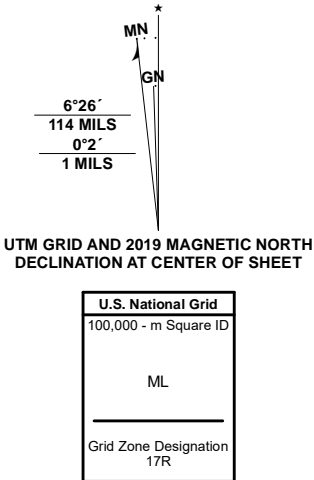 ★
MN
GN
6°26´
114 MILS
0°2´
1 MILS
UTM GRID AND 2019 MAGNETIC NORTH
DECLINATION AT CENTER OF SHEET
U.S. National Grid
100,000 - m Square ID
ML
Grid Zone Designation
17R